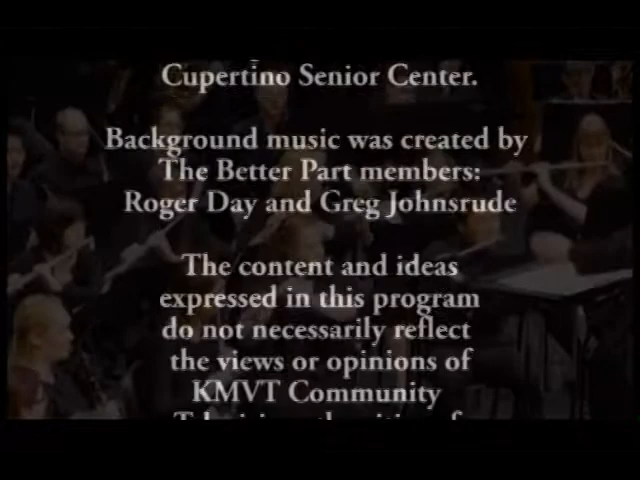 Cupertino Senior Center.
Background music was created by
The Better Part members:
Roger Day and Greg Johnsrude
The content and ideas
expressed in this program
do not necessarily reflect
the views or opinions of
KMVT Community